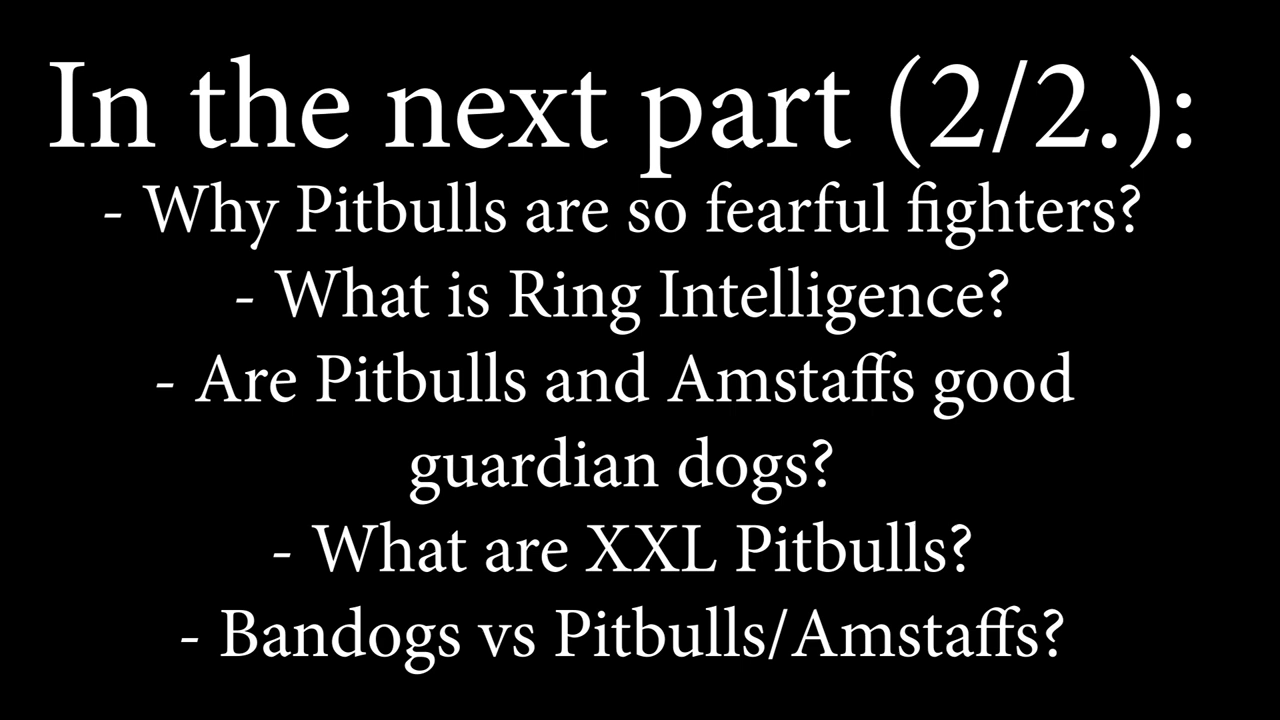 In the next part (2/2.):
- Why Pitbulls are so fearful fighters?
- What is Ring Intelligence?
- Are Pitbulls and Amstaffs good
guardian dogs?
- What are XXL Pitbulls?
- Bandogs vs Pitbulls/Amstaffs?